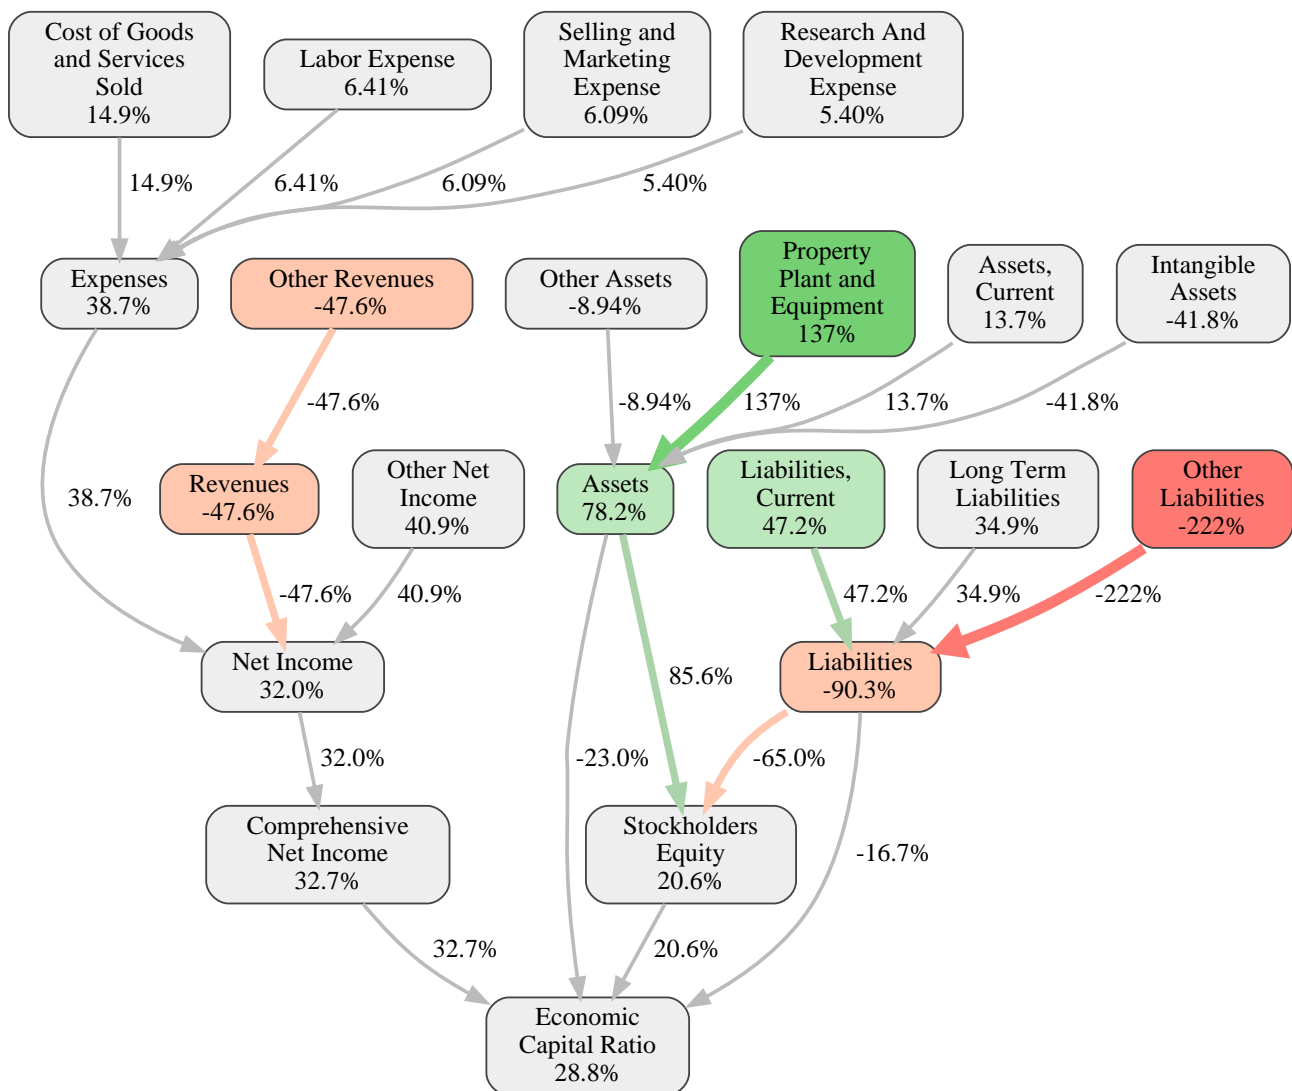 Cost of Goods
and Services
Sold
14.9%
Labor Expense
6.41%
Selling and
Marketing
Expense
6.09%
Research And
Development
Expense
5.40%
14.9%
6.41%
6.09%
5.40%
Expenses
38.7%
Other Revenues
-47.6%
Other Assets
-8.94%
Property
Plant and
Equipment
137%
Assets,
Current
13.7%
Intangible
Assets
-41.8%
-47.6%
-8.94%
137%
13.7%
-41.8%
38.7%
Revenues
-47.6%
Other Net
Income
40.9%
Assets
78.2%
Liabilities,
Current
47.2%
Long Term
Liabilities
34.9%
Other
Liabilities
-222%
-47.6%
40.9%
47.2%
34.9%
-222%
Net Income
32.0%
85.6%
Liabilities
-90.3%
32.0%
-23.0%
-65.0%
Comprehensive
Net Income
32.7%
Stockholders
Equity
20.6%
-16.7%
32.7%
20.6%
Economic
Capital Ratio
28.8%